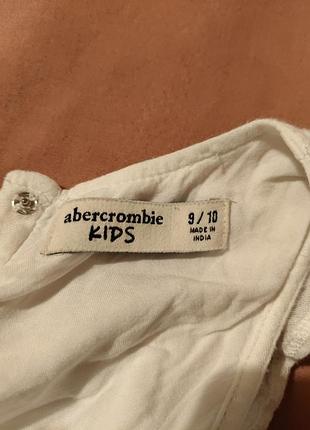 abercrombie
KIDS
9/10
MADE IN
INDIA